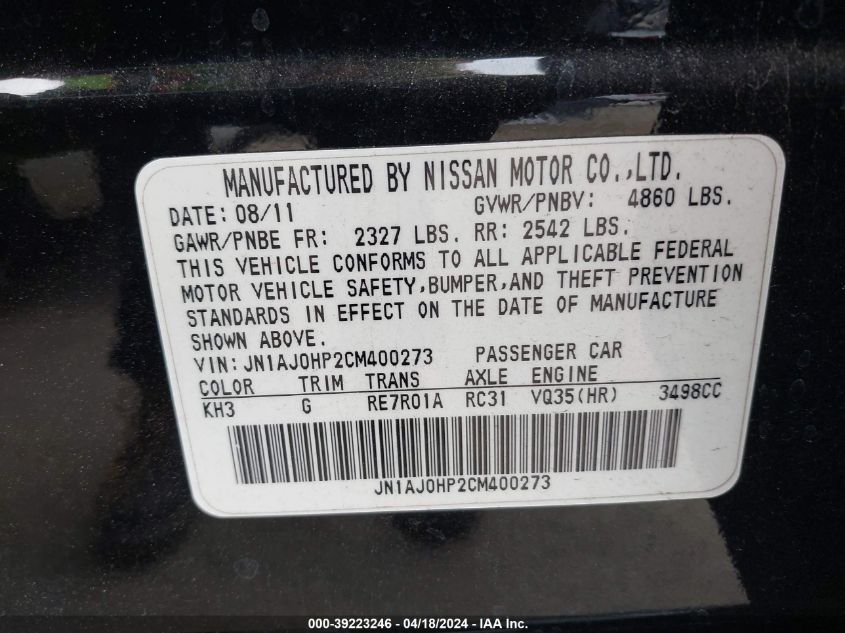 MANUFACTURED BY NISSAN MOTOR CO.,LTD.
DATE: 08/11 GVWR/PNBV: 4860 LBS.
GAWR/PNBE FR: 2327 LBS. RR: 2542 LBS.
THIS VEHICLE CONFORMS TO ALL APPLICABLE FEDERAL
MOTOR VEHICLE SAFETY,BUMPER,AND THEFT PREVENTION
STANDARDS IN EFFECT ON THE DATE OF MANUFACTURE
SHOWN ABOVE.
VIN:JN1AJ0HP2CM400273 PASSENGER CAR
COLOR TRIM TRANS AXLE ENGINE
KH3 G RE7R01A RC31 VQ35(HR) 3498CC
JN1AJ0HP2CM400273
000-39223246 - 04/18/2024 - IAA Inc.